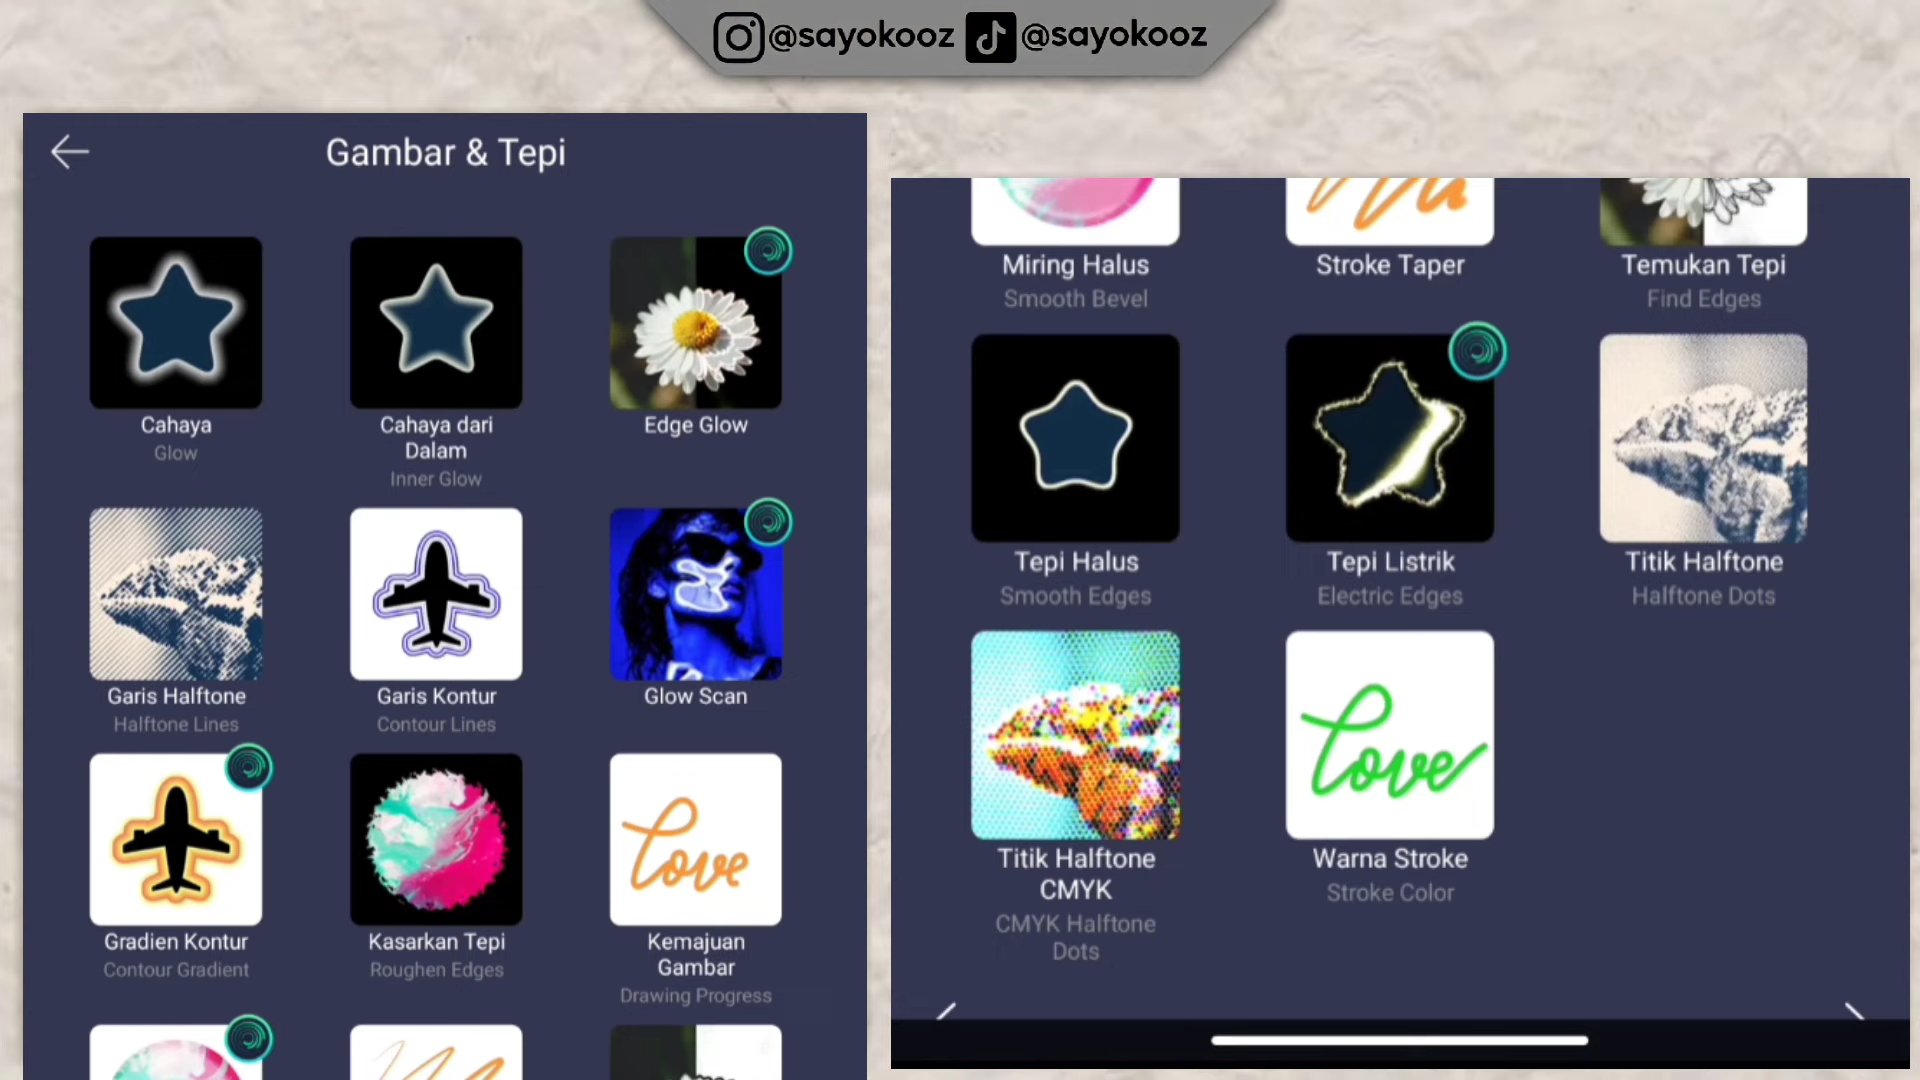 @sayokooz @sayokooz
Gambar & Tepi
Cahaya
Glow
Cahaya dari
Dalam
Inner Glow
Edge Glow
Garis Halftone
Halftone Lines
Garis Kontur
Contour Lines
Glow Scan
Gradien Kontur
Contour Gradient
Kasarkan Tepi
Roughen Edges
love
Kemajuan
Gambar
Drawing Progress
Miring Halus
Smooth Bevel
Stroke Taper
Temukan Tepi
Find Edges
Tepi Halus
Smooth Edges
Tepi Listrik
Electric Edges
Titik Halftone
Halftone Dots
Titik Halftone
CMYK
CMYK Halftone
Dots
love
Warna Stroke
Stroke Color